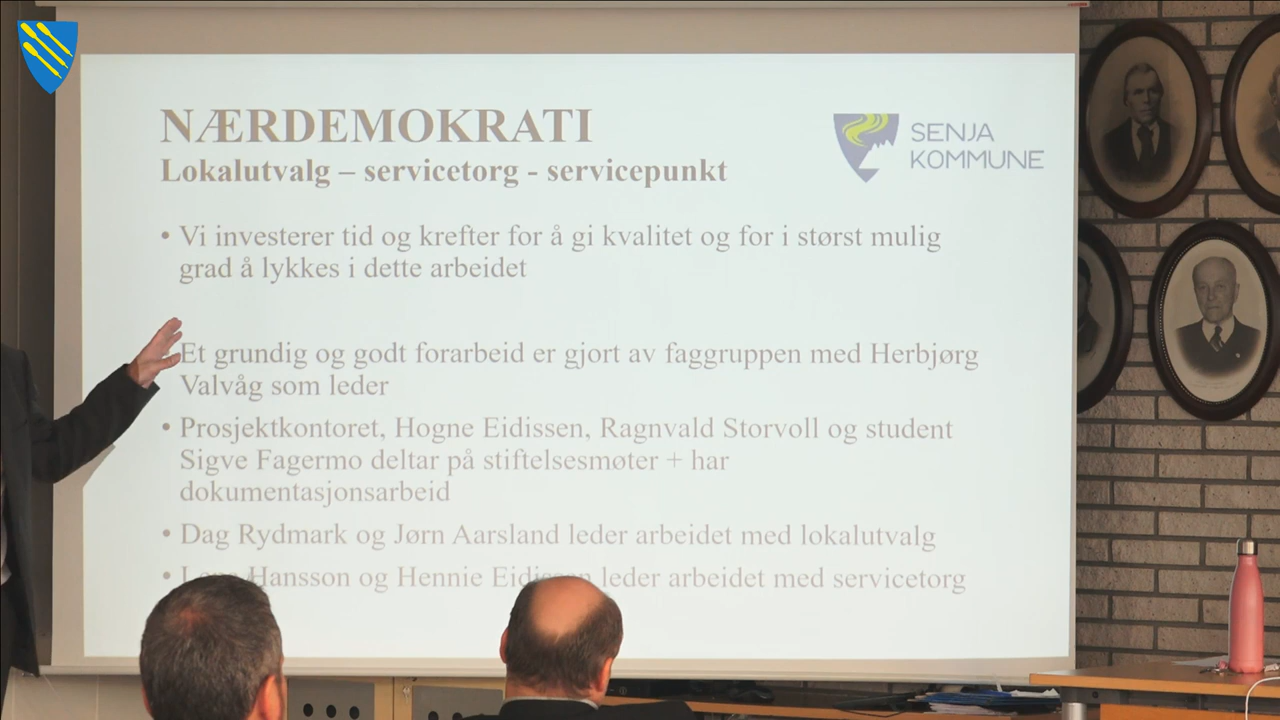 NÆRDEMOKRATI
Lokalutvalg – servicetorg - servicepunkt
SENJA
KOMMUNE
• Vi investerer tid og krefter for å gi kvalitet og for i størst mulig
grad å lykkes i dette arbeidet
Et grundig og godt forarbeid er gjort av faggruppen med Herbjørg
Valvåg som leder
• Prosjektkontoret, Hogne Eidissen, Ragnvald Storvoll og student
Sigve Fagermo deltar på stiftelsesmøter + har
dokumentasjonsarbeid
• Dag Rydmark og Jørn Aarsland leder arbeidet med lokalutvalg
• Hansson og Hennie Eidissen leder arbeidet med servicetorg